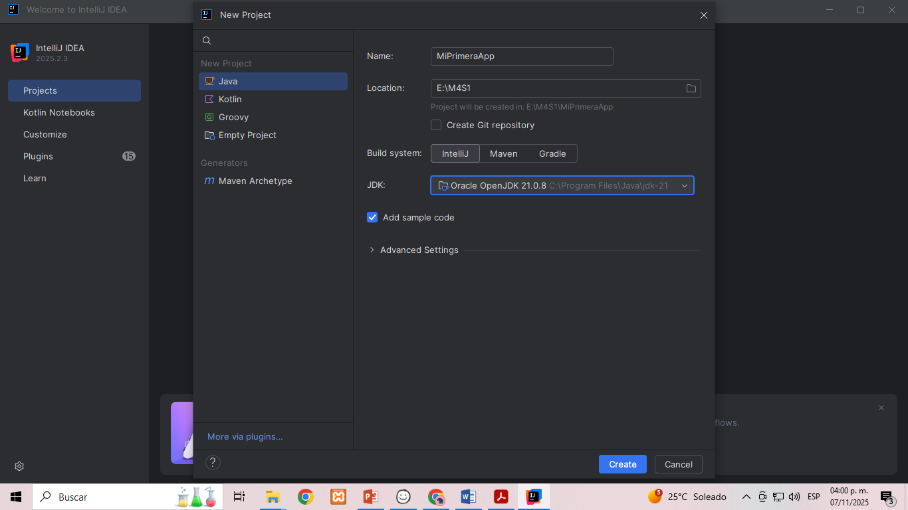 Welcome to IntelliJ IDEA
New Project
IntelliJ IDEA
2025.2.3
Projects
Kotlin Notebooks
Customize
Plugins
15
Learn
New Project
Java
Kotlin
Groovy
Empty Project
Generators
Maven Archetype
More via plugins...
Name:
MiPrimeraApp
Location:
E:\M4S1
Project will be created in: E:\M4S1\MiPrimeraApp
Create Git repository
Build system:
IntelliJ
Maven
Gradle
JDK:
Oracle OpenJDK 21.0.8 C:\Program Files\Java\jdk-21
Add sample code
Advanced Settings
flows.
?
Create
Cancel
Buscar
25°C Soleado
ESP
04:00 p. m.
07/11/2025
3